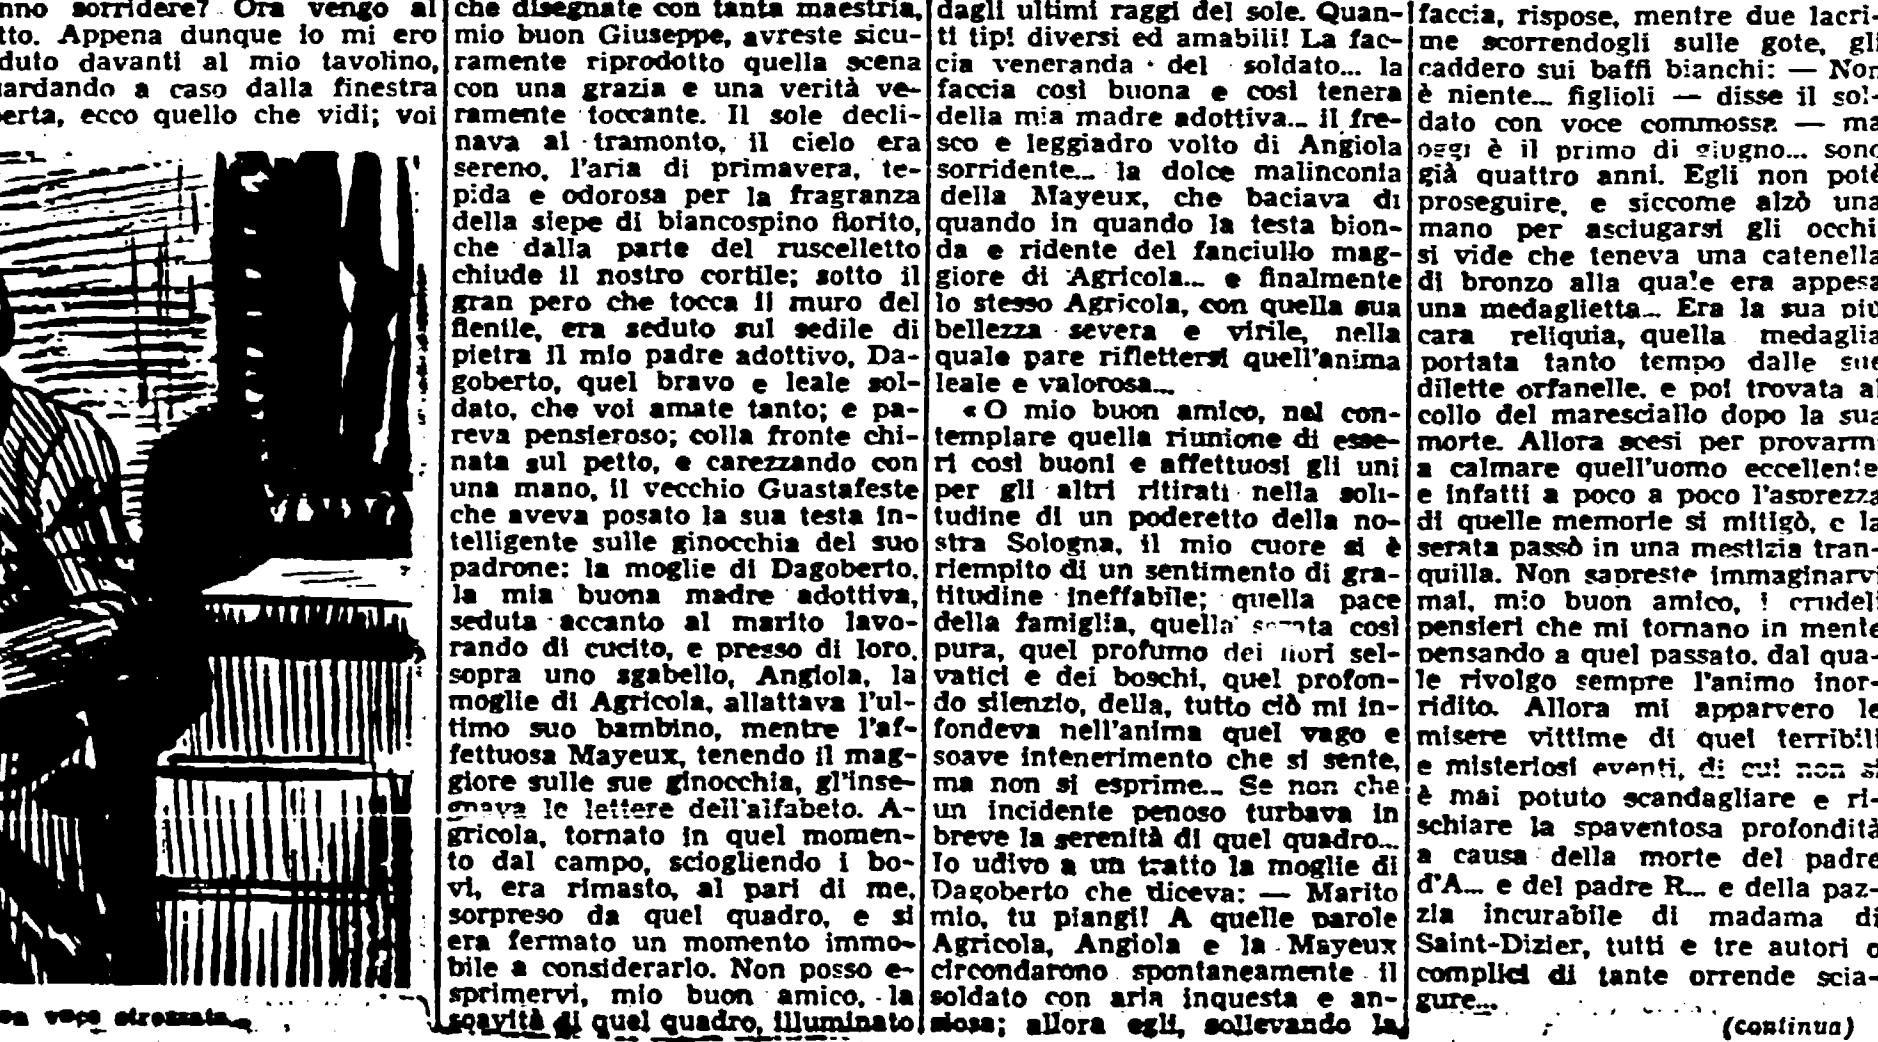 nno sorridere? Ora vengo al
tto. Appena dunque io mi ero
duto davanti al mio tavolino,
ardando a caso dalla finestra
erta, ecco quello che vidi; voi
voce strozzata
che disegnate con tanta maestria,
mio buon Giuseppe, avreste sicu-
ramente riprodotto quella scena
con una grazia e una verità ve-
ramente toccante. Il sole decli-
nava al tramonto, il cielo era
sereno, l'aria di primavera, te-
pida e odorosa per la fragranza
della siepe di biancospino fiorito,
che dalla parte del ruscelletto
chiude il nostro cortile; sotto il
gran pero che tocca il muro del
fienile, era seduto sul sedile di
pietra il mio padre adottivo, Da-
goberto, quel bravo e leale sol-
dato, che voi amate tanto; e pa-
reva pensieroso; colla fronte chi-
nata sul petto, e carezzando con
una mano, il vecchio Guastafeste
che aveva posato la sua testa in-
telligente sulle ginocchia del suo
padrone: la moglie di Dagoberto,
la mia buona madre adottiva,
seduta accanto al marito lavo-
rando di cucito, e presso di loro,
sopra uno sgabello, Angiola, la
moglie di Agricola, allattava l'ul-
timo suo bambino, mentre l'af-
fettuosa Mayeux, tenendo il mag-
giore sulle sue ginocchia, gl'inse-
gnava le lettere dell'alfabeto. A-
gricola, tornato in quel momen-
to dal campo, sciogliendo i bo-
vi, era rimasto, al pari di me,
sorpreso da quel quadro, e si
era fermato un momento immo-
bile a considerarlo. Non posso e-
sprimervi, mio buon amico, la
soavità di quel quadro, illuminato
dagli ultimi raggi del sole. Quan-
ti tipi diversi ed amabili! La fac-
cia veneranda del soldato... la
faccia così buona e così tenera
della mia madre adottiva... il fre-
sco e leggiadro volto di Angiola
sorridente... la dolce malinconia
della Mayeux, che baciava di
quando in quando la testa bion-
da e ridente del fanciullo mag-
giore di Agricola... e finalmente
lo stesso Agricola, con quella sua
bellezza severa e virile, nella
quale pare riflettersi quell'anima
leale e valorosa...
«O mio buon amico, nel con-
templare quella riunione di esse-
ri così buoni e affettuosi gli uni
per gli altri ritirati nella soli-
tudine di un poderetto della no-
stra Sologna, il mio cuore si è
riempito di un sentimento di gra-
titudine ineffabile; quella pace
della famiglia, quella serata così
pura, quel profumo dei fiori sel-
vatici e dei boschi, quel profon-
do silenzio, della, tutto ciò mi in-
fondeva nell'anima quel vago e
soave intenerimento che si sente,
ma non si esprime... Se non che
un incidente penoso turbava in
breve la serenità di quel quadro...
Io udivo a un tratto la moglie di
Dagoberto che diceva: — Marito
mio, tu piangi! A quelle parole
Agricola, Angiola e la Mayeux
circondarono spontaneamente il
soldato con aria inquesta e an-
siosa; allora egli, sollevando la
faccia, rispose, mentre due lacri-
me scorrendogli sulle gote, gli
caddero sui baffi bianchi: — Non
è niente... figlioli — disse il sol-
dato con voce commossa — ma
oggi è il primo di giugno... sono
già quattro anni. Egli non potè
proseguire, e siccome alzò una
mano per asciugarsi gli occhi
si vide che teneva una catenella
di bronzo alla quale era appesa
una medaglietta... Era la sua più
cara reliquia, quella medaglia
portata tanto tempo dalle sue
dilette orfanelle, e poi trovata al
collo del maresciallo dopo la sua
morte. Allora scesi per provarmi
a calmare quell'uomo eccellente
e infatti a poco a poco l'asprezza
di quelle memorie si mitigò, e la
serata passò in una mestizia tran-
quilla. Non sapreste immaginarvi
mai, mio buon amico, i crudeli
pensieri che mi tornano in mente
pensando a quel passato, dal qua-
le rivolgo sempre l'animo inor-
ridito. Allora mi apparvero le
misere vittime di quei terribili
e misteriosi eventi, di cui non si
è mai potuto scandagliare e ri-
schiare la spaventosa profondità
a causa della morte del padre
d'A... e del padre R... e della paz-
zia incurabile di madama di
Saint-Dizier, tutti e tre autori o
complici di tante orrende scia-
gure...
(continua)